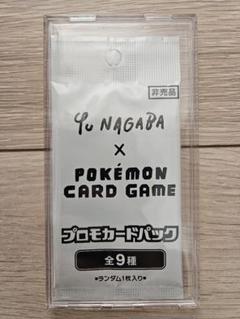 非売品
YU NAGABA
×
POKÉMON
CARD GAME
プロモカードパック
全9種
*ランダム1枚入り*